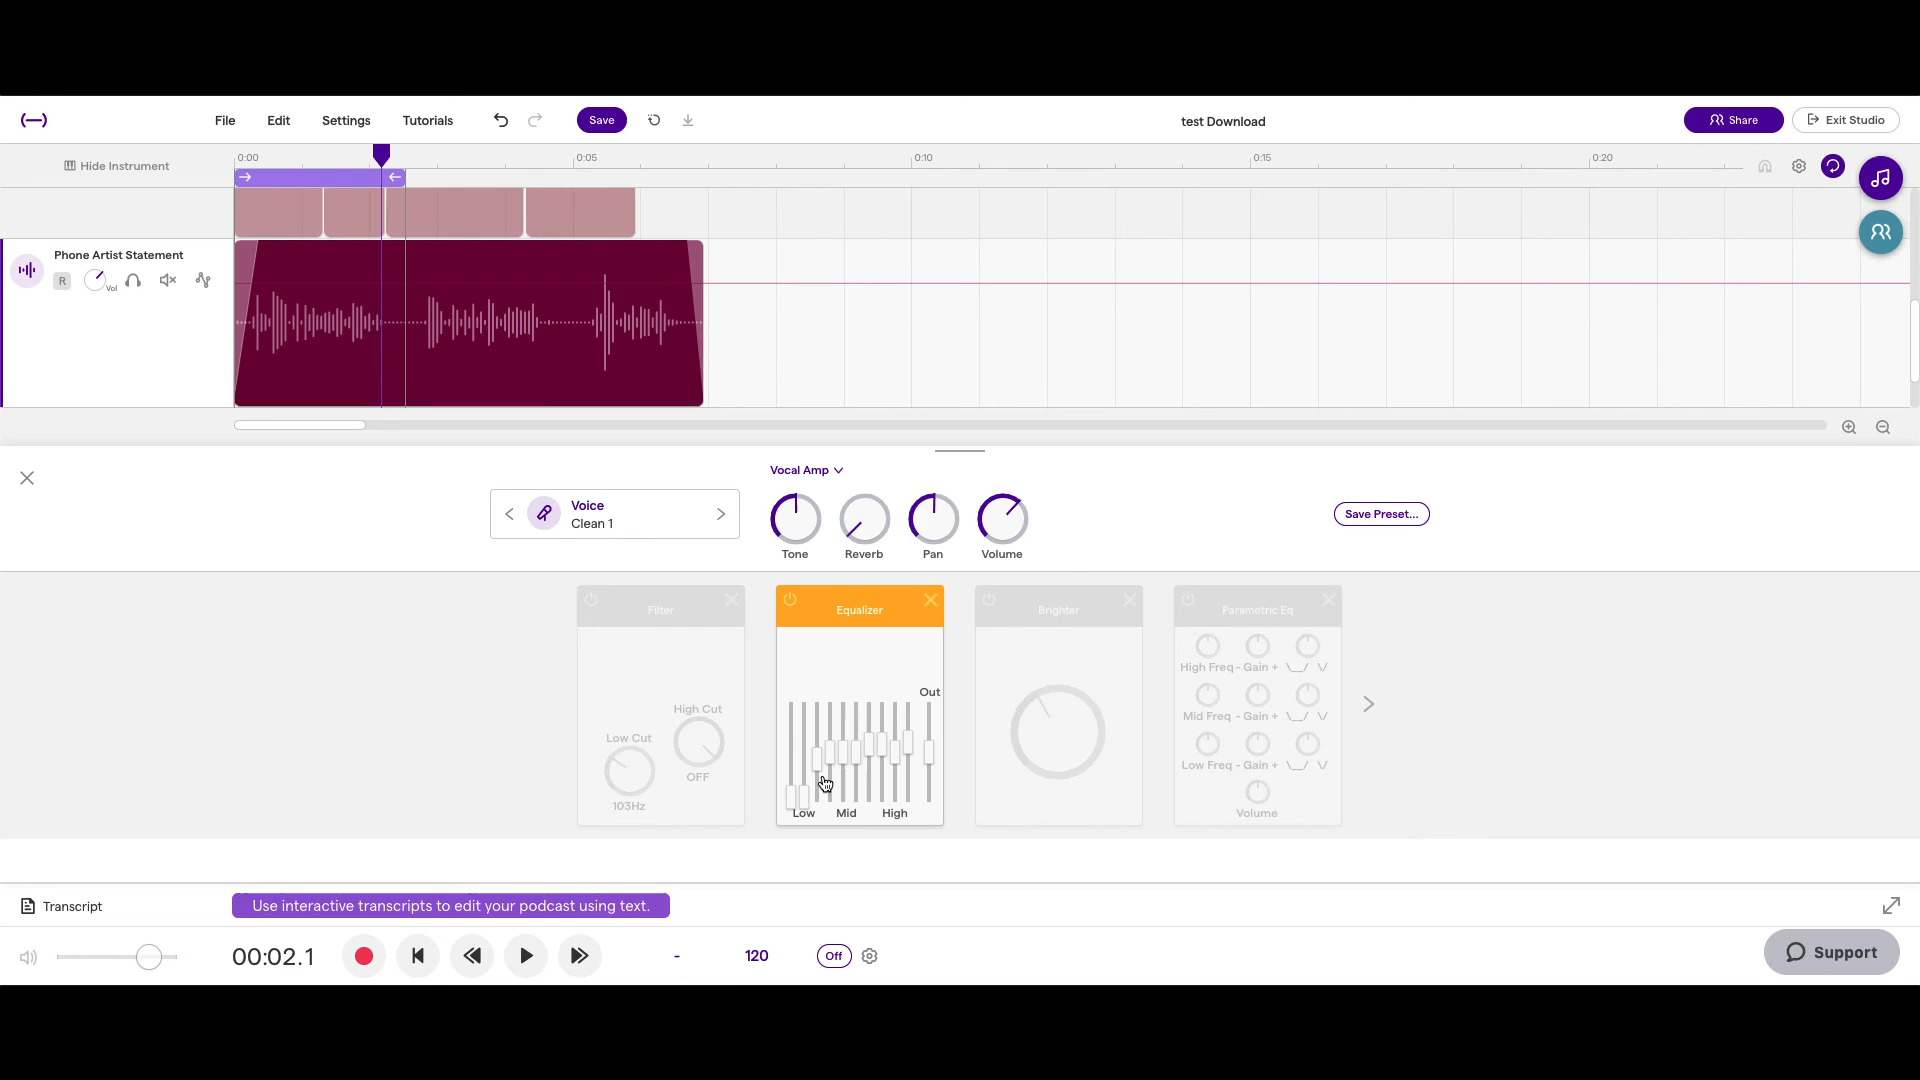 File Edit Settings Tutorials Save test Download Share Exit Studio
Hide Instrument 0:00 0:05 0:10 0:15 0:20
Phone Artist Statement
R Vol
Vocal Amp
Voice
Clean 1
Save Preset...
Tone Reverb Pan Volume
Filter Equalizer Brighter Parametric Eq
High Freq - Gain +
Out
High Cut
Mid Freq - Gain +
Low Cut
Low Freq - Gain +
OFF
103Hz
Low Mid High
Volume
Transcript Use interactive transcripts to edit your podcast using text.
00:02.1 - 120 Off Support